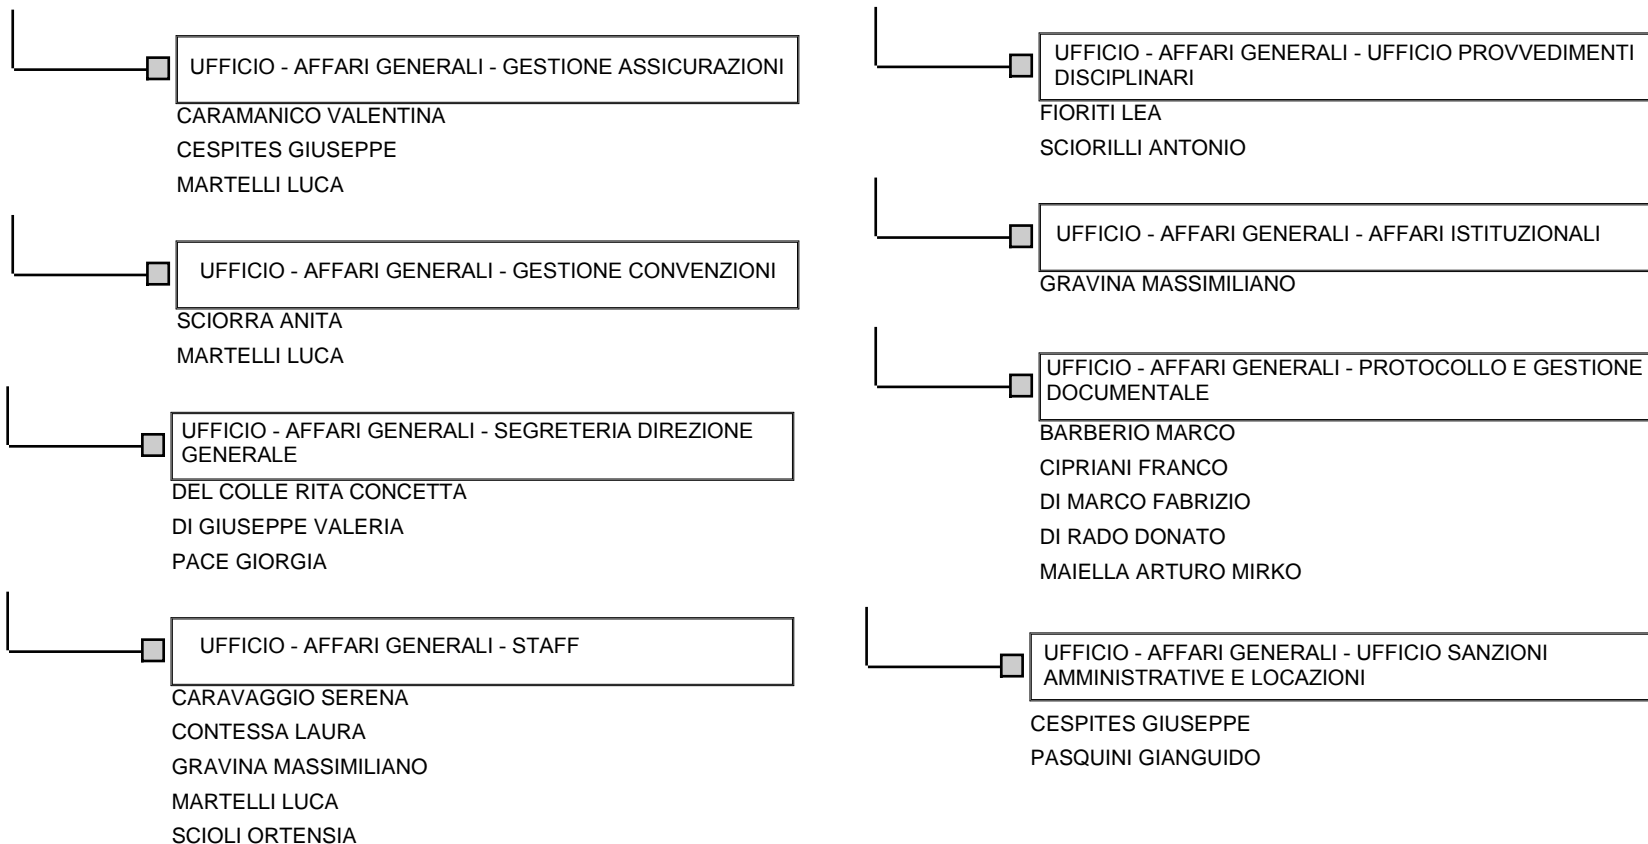 UFFICIO - AFFARI GENERALI - GESTIONE ASSICURAZIONI
CARAMANICO VALENTINA
CESPITES GIUSEPPE
MARTELLI LUCA
UFFICIO - AFFARI GENERALI - GESTIONE CONVENZIONI
SCIORRA ANITA
MARTELLI LUCA
UFFICIO - AFFARI GENERALI - SEGRETERIA DIREZIONE
GENERALE
DEL COLLE RITA CONCETTA
DI GIUSEPPE VALERIA
PACE GIORGIA
UFFICIO - AFFARI GENERALI - STAFF
CARAVAGGIO SERENA
CONTESSA LAURA
GRAVINA MASSIMILIANO
MARTELLI LUCA
SCIOLI ORTENSIA
UFFICIO - AFFARI GENERALI - UFFICIO PROVVEDIMENTI
DISCIPLINARI
FIORITI LEA
SCIORILLI ANTONIO
UFFICIO - AFFARI GENERALI - AFFARI ISTITUZIONALI
GRAVINA MASSIMILIANO
UFFICIO - AFFARI GENERALI - PROTOCOLLO E GESTIONE
DOCUMENTALE
BARBERIO MARCO
CIPRIANI FRANCO
DI MARCO FABRIZIO
DI RADO DONATO
MAIELLA ARTURO MIRKO
UFFICIO - AFFARI GENERALI - UFFICIO SANZIONI
AMMINISTRATIVE E LOCAZIONI
CESPITES GIUSEPPE
PASQUINI GIANGUIDO